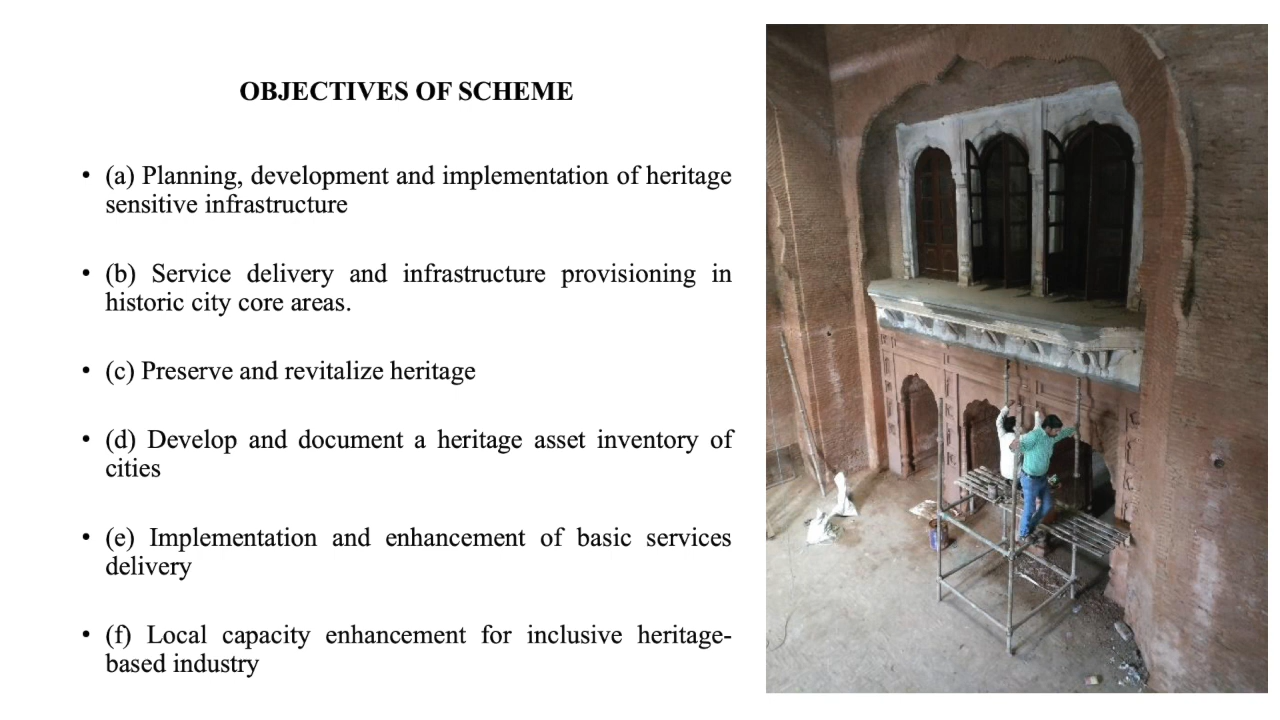 OBJECTIVES OF SCHEME
• (a) Planning, development and implementation of heritage
sensitive infrastructure
• (b) Service delivery and infrastructure provisioning in
historic city core areas.
• (c) Preserve and revitalize heritage
• (d) Develop and document a heritage asset inventory of
cities
• (e) Implementation and enhancement of basic services
delivery
• (f) Local capacity enhancement for inclusive heritage-
based industry